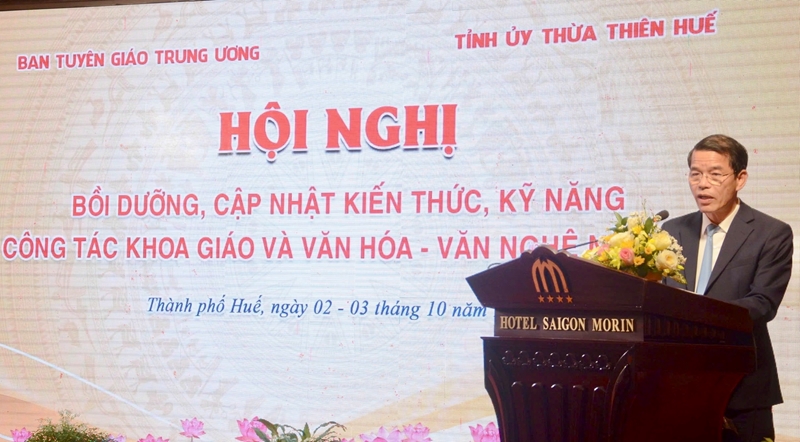 BAN TUYÊN GIÁO TRUNG ƯƠNG
TỈNH ỦY THỪA THIÊN HUẾ
HỘI NGHỊ
BỒI DƯỠNG, CẬP NHẬT KIẾN THỨC, KỸ NĂNG
CÔNG TÁC KHOA GIÁO VÀ VĂN HÓA - VĂN NGHỆ
Thành phố Huế, ngày 02 - 03 tháng 10 năm
HOTEL SAIGON MORIN